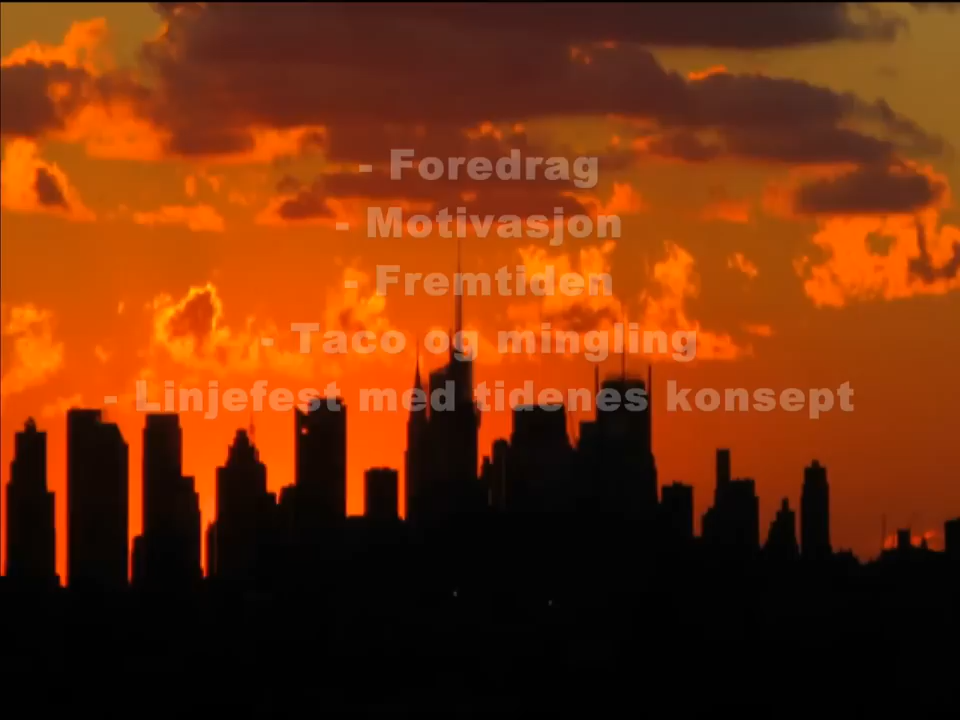 - Foredrag
- Motivasjon
- Fremtiden
- Taco og mingling
- Linjefest med tidenes konsept